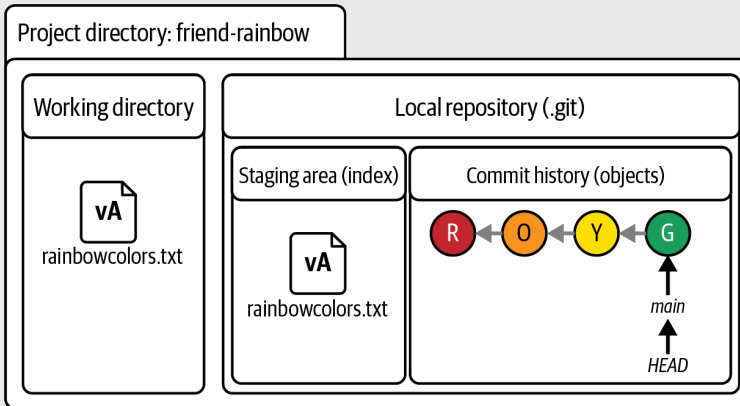 Project directory: friend-rainbow
Working directory
Local repository (.git)
Staging area (index)
Commit history (objects)
vA
rainbowcolors.txt
vA
rainbowcolors.txt
R O Y G
main
HEAD